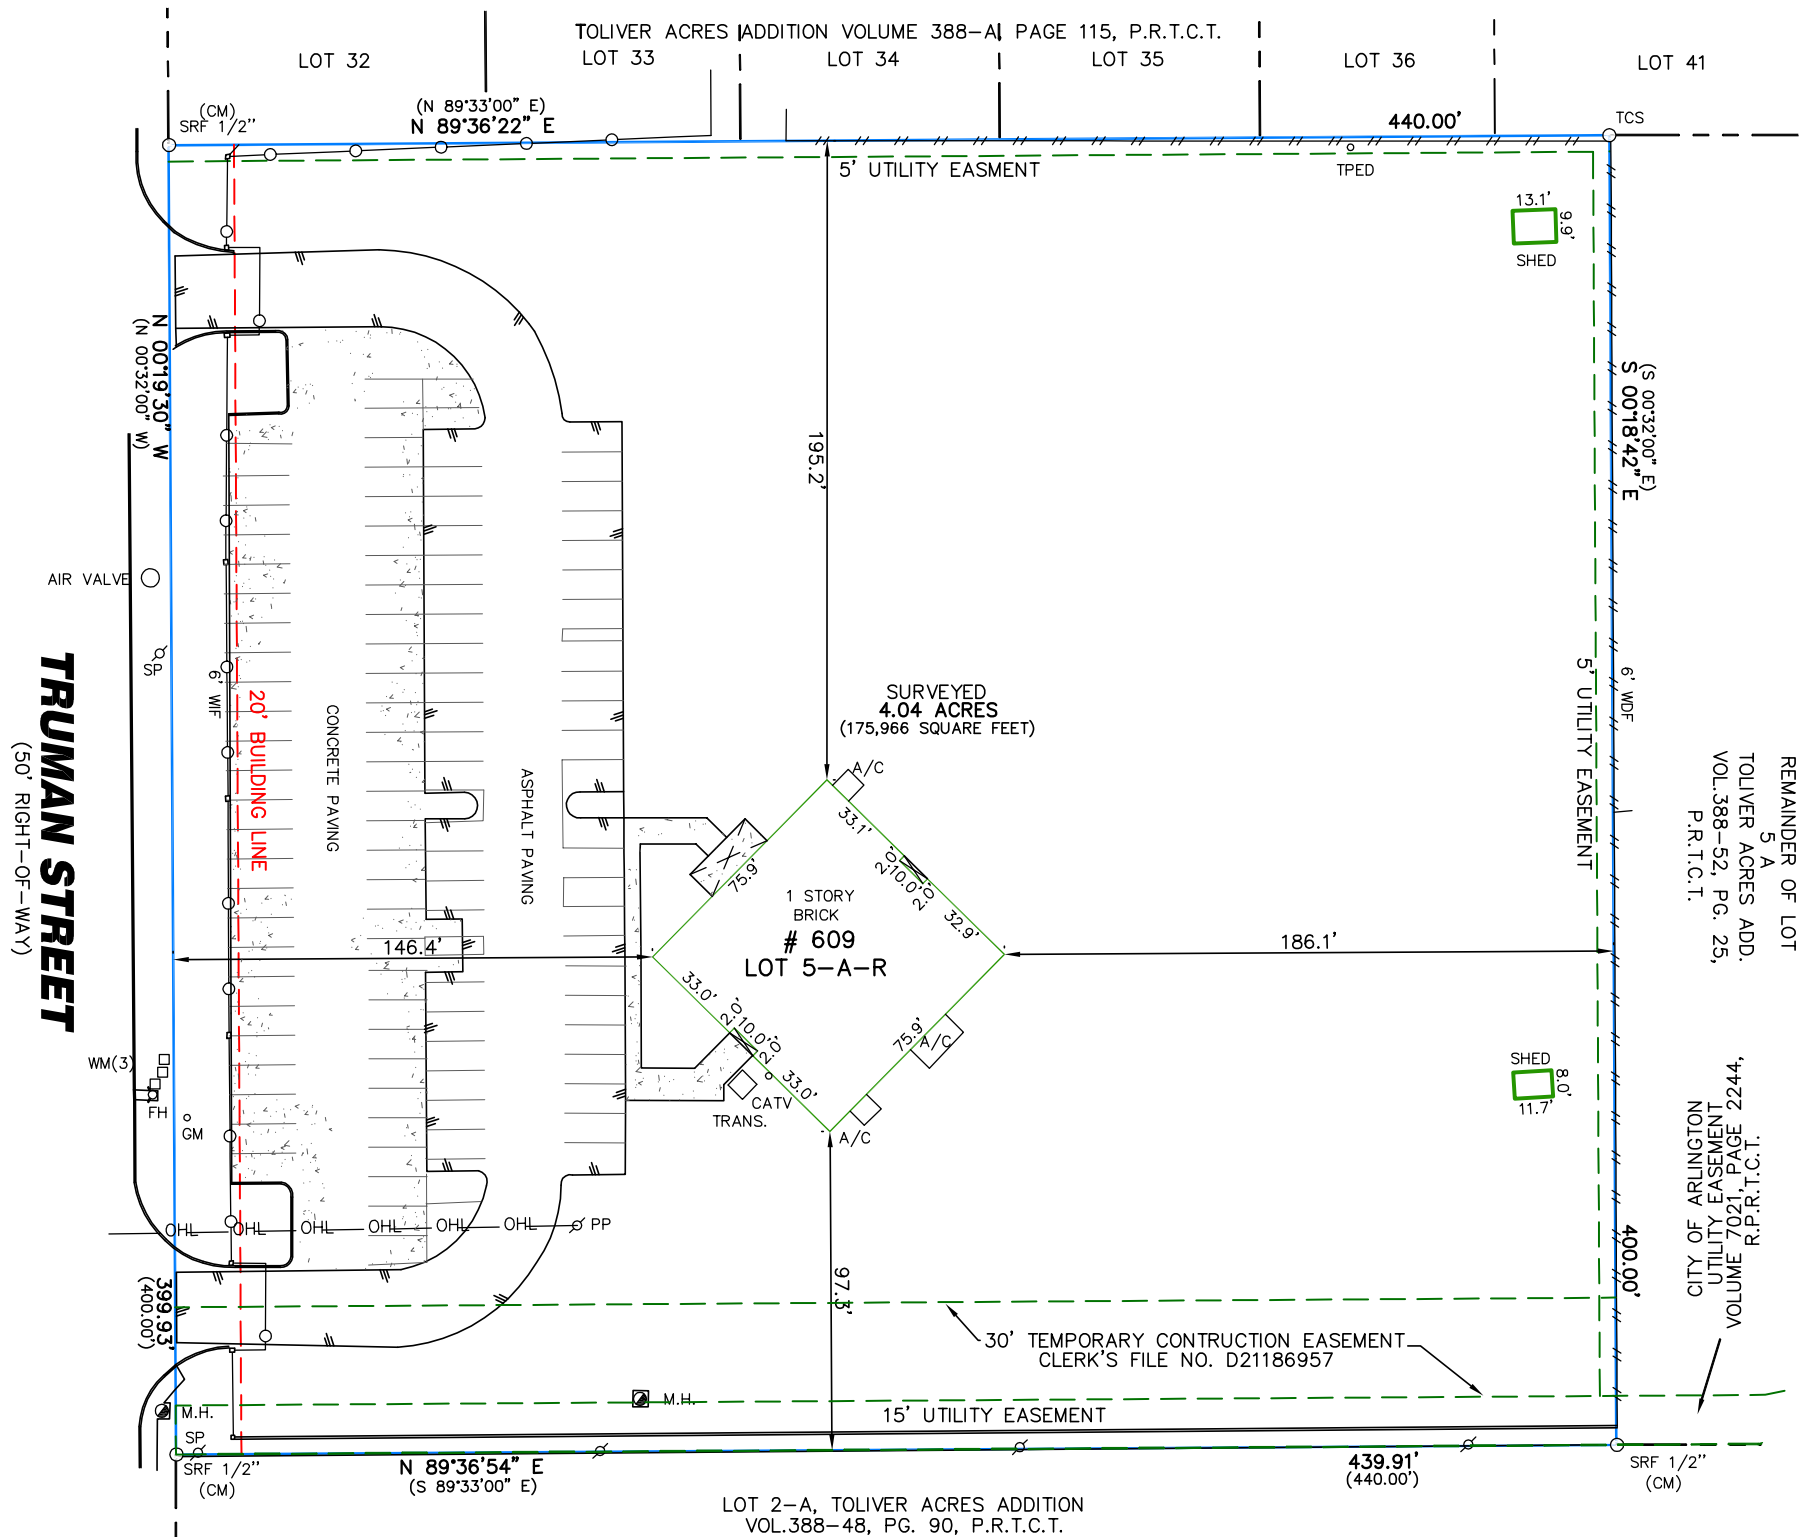 TOLIVER ACRES ADDITION VOLUME 388-A, PAGE 115, P.R.T.C.T.
LOT 32
LOT 33
LOT 34
LOT 35
LOT 36
LOT 41
(CM)
SRF 1/2"
(N 89°33'00" E)
N 89°36'22" E
440.00'
TCS
5' UTILITY EASMENT
TPED
13.1'
9.9'
SHED
N 00°19'30" W
(N 00°32'00" W)
(S 00°32'00" E)
S 00°18'42" E
195.2'
AIR VALVE
SP
6' WIF
20' BUILDING LINE
CONCRETE PAVING
ASPHALT PAVING
TRUMAN STREET
(50' RIGHT-OF-WAY)
SURVEYED
4.04 ACRES
(175,966 SQUARE FEET)
5' UTILITY EASEMENT
6' WDF
REMAINDER OF LOT
5 A
TOLIVER ACRES ADD.
VOL.388-52, PG. 25,
P.R.T.C.T.
A/C
33.1'
2.0'
10.0'
2.0'
32.9'
75.9'
1 STORY
BRICK
# 609
LOT 5-A-R
146.4'
186.1'
33.0'
2.0'
10.0'
2.0'
33.0'
75.9'
A/C
CATV
TRANS.
A/C
WM(3)
FH
GM
SHED
8.0'
11.7'
CITY OF ARLINGTON
UTILITY EASEMENT
VOLUME 7021, PAGE 2244,
R.P.R.T.C.T.
OHL OHL OHL OHL OHL OHL
PP
97.3'
400.00'
399.93'
(400.00')
30' TEMPORARY CONTRUCTION EASEMENT
CLERK'S FILE NO. D21186957
M.H.
M.H.
15' UTILITY EASEMENT
SP
SRF 1/2"
(CM)
N 89°36'54" E
(S 89°33'00" E)
439.91'
(440.00')
SRF 1/2"
(CM)
LOT 2-A, TOLIVER ACRES ADDITION
VOL.388-48, PG. 90, P.R.T.C.T.